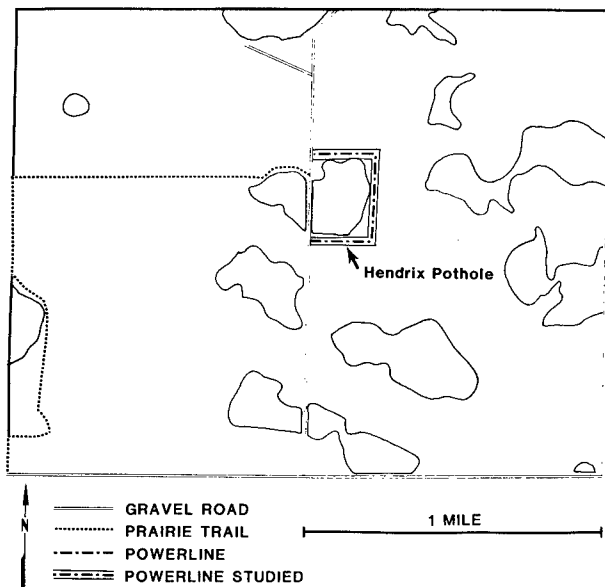 Hendrix Pothole
N
GRAVEL ROAD
PRAIRIE TRAIL
POWERLINE
POWERLINE STUDIED
1 MILE